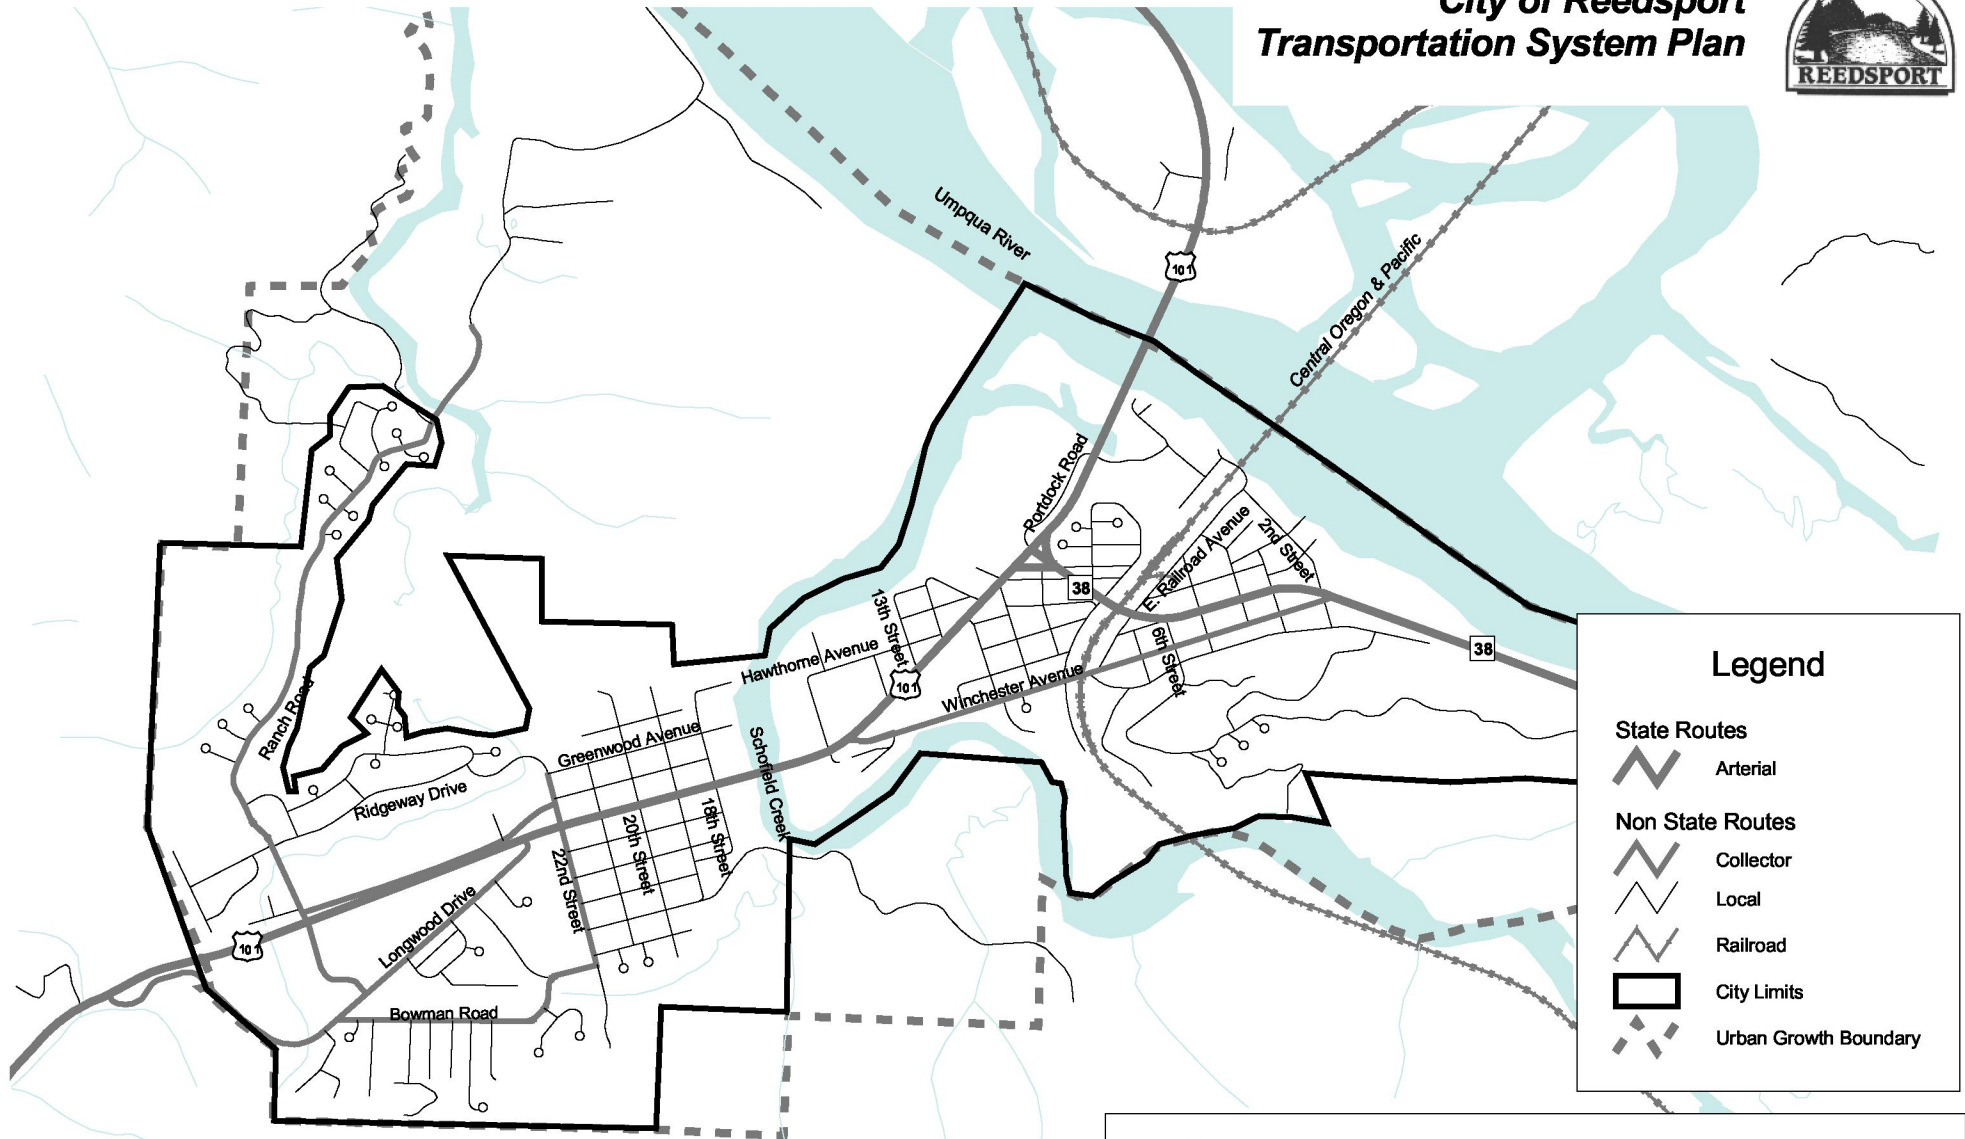 City of Reedsport
Transportation System Plan
REEDSPORT
Umpqua River
101
Central Oregon & Pacific
Portdock Road
2nd Street
E. Railroad Avenue
38
13th Street
6th Street
38
Hawthorne Avenue
101
Winchester Avenue
Ranch Road
Greenwood Avenue
Schofield Creek
Ridgeway Drive
18th Street
20th Street
22nd Street
Longwood Drive
101
Bowman Road
Legend
State Routes
Arterial
Non State Routes
Collector
Local
Railroad
City Limits
Urban Growth Boundary